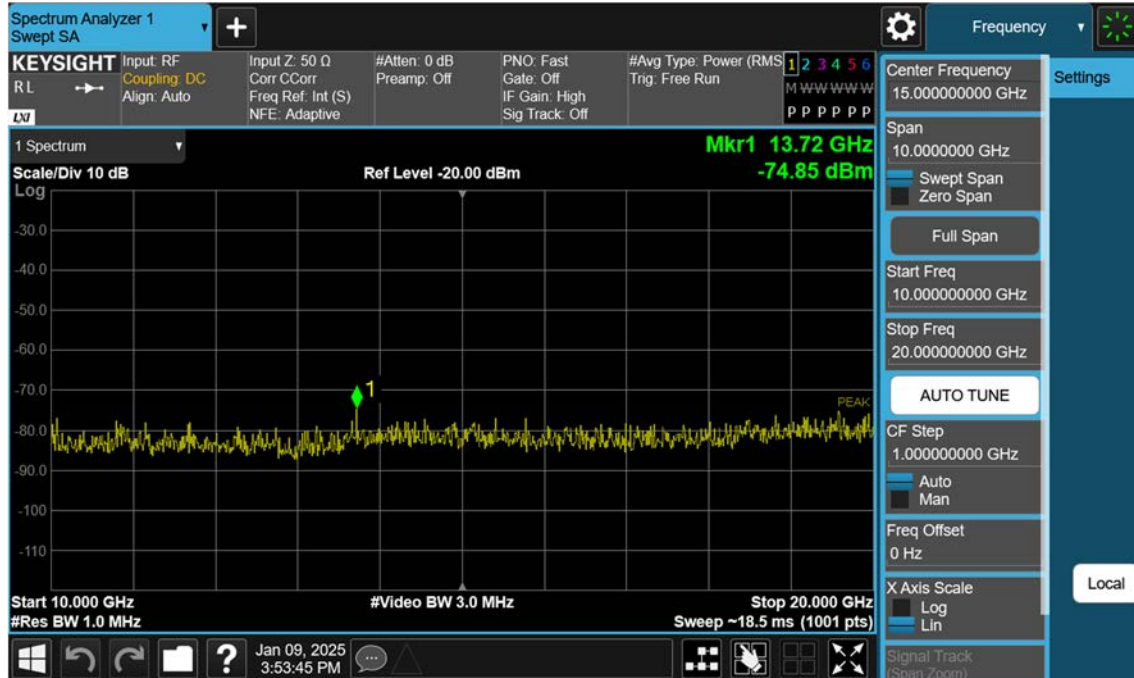 Spectrum Analyzer 1
Swept SA
Frequency
KEYSIGHT
R L
LXI
Input: RF
Coupling: DC
Align: Auto
Input Z: 50 Ω
Corr CCorr
Freq Ref: Int (S)
NFE: Adaptive
#Atten: 0 dB
Preamp: Off
PNO: Fast
Gate: Off
IF Gain: High
Sig Track: Off
#Avg Type: Power (RMS
Trig: Free Run
1 2 3 4 5 6
M W W W W W
P P P P P P
1 Spectrum
Scale/Div 10 dB
Ref Level -20.00 dBm
Mkr1 13.72 GHz
-74.85 dBm
Log
-30.0
-40.0
-50.0
-60.0
-70.0
-80.0
-90.0
-100
-110
1
PEAK
Start 10.000 GHz
#Video BW 3.0 MHz
Stop 20.000 GHz
#Res BW 1.0 MHz
Sweep ~18.5 ms (1001 pts)
Jan 09, 2025
3:53:45 PM
?
Center Frequency
15.000000000 GHz
Span
10.0000000 GHz
Swept Span
Zero Span
Full Span
Start Freq
10.000000000 GHz
Stop Freq
20.000000000 GHz
AUTO TUNE
CF Step
1.000000000 GHz
Auto
Man
Freq Offset
0 Hz
X Axis Scale
Log
Lin
Signal Track
(Span Zoom)
Settings
Local